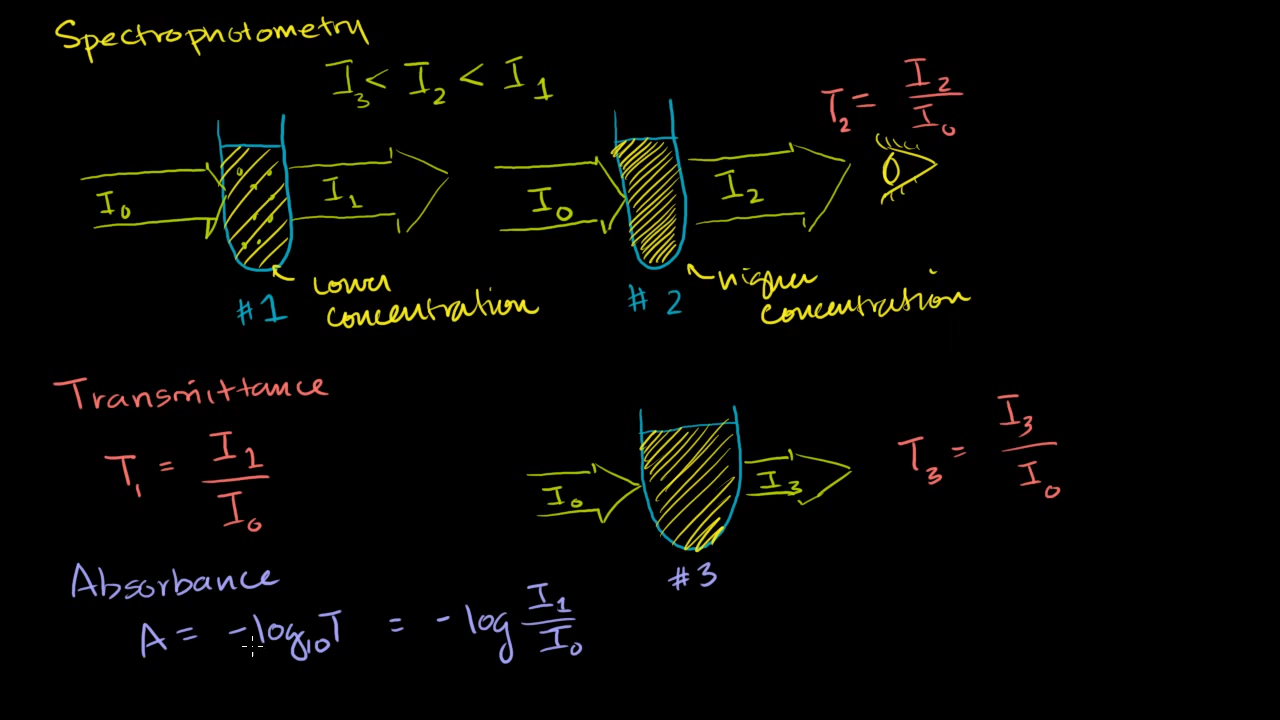 Spectrophotometry
I₃ < I₂ < I₁
T₂ = I₂/I₀
I₀ I₁ I₀ I₂
#1 Lower concentration
#2 higher concentration
Transmittance
T₁ = I₁/I₀
I₀ I₃
T₃ = I₃/I₀
#3
Absorbance
A = -log₁₀T = -log I₁/I₀